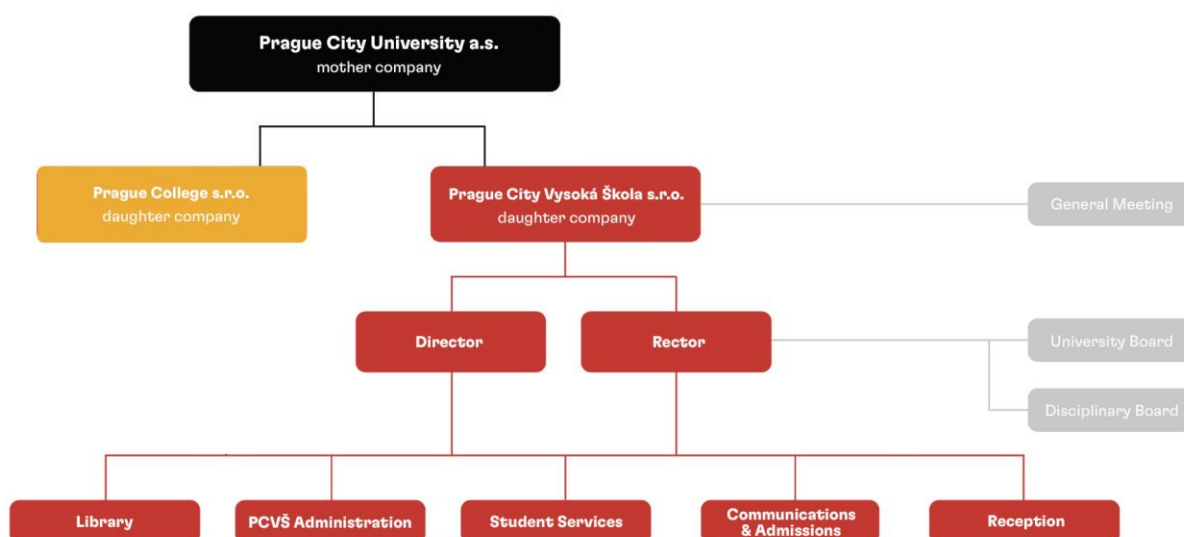 Prague City University a.s.
mother company
Prague College s.r.o.
daughter company
Prague City Vysoká Škola s.r.o.
daughter company
General Meeting
Director
Rector
University Board
Disciplinary Board
Library
PCVŠ Administration
Student Services
Communications
& Admissions
Reception